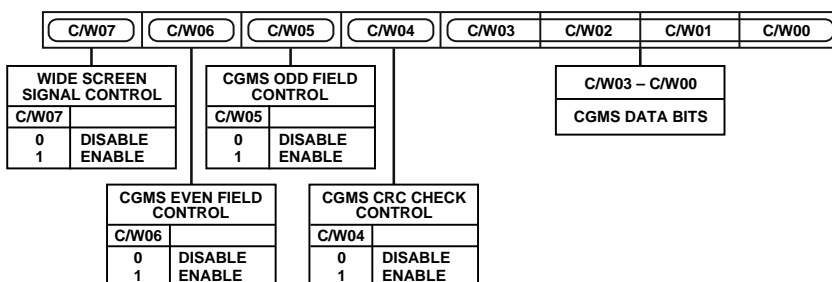 C/W07 C/W06 C/W05 C/W04 C/W03 C/W02 C/W01 C/W00
WIDE SCREEN
SIGNAL CONTROL
C/W07
0 DISABLE
1 ENABLE
CGMS ODD FIELD
CONTROL
C/W05
0 DISABLE
1 ENABLE
C/W03 – C/W00
CGMS DATA BITS
CGMS EVEN FIELD
CONTROL
C/W06
0 DISABLE
1 ENABLE
CGMS CRC CHECK
CONTROL
C/W04
0 DISABLE
1 ENABLE